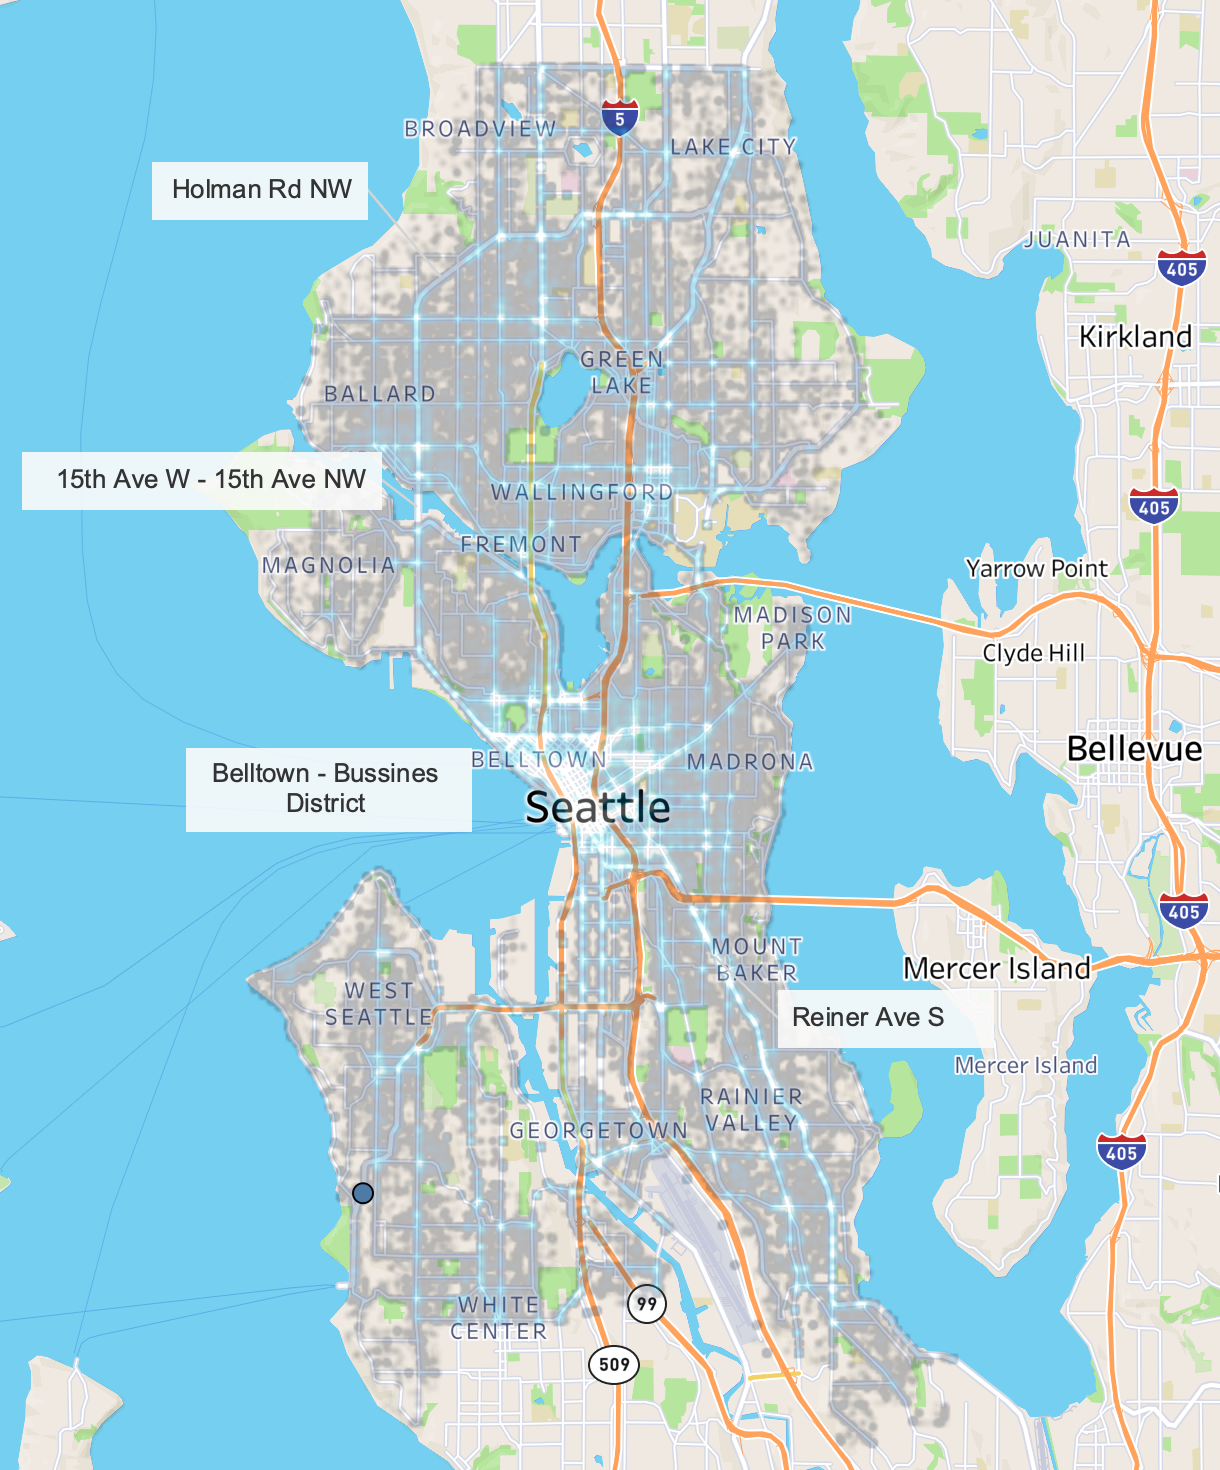 5
BROADVIEW
LAKE CITY
Holman Rd NW
JUANITA
405
Kirkland
GREEN
LAKE
BALLARD
15th Ave W - 15th Ave NW
WALLINGFORD
405
FREMONT
MAGNOLIA
Yarrow Point
MADISON
PARK
Clyde Hill
Bellevue
BELLTOWN
MADRONA
Belltown - Bussines
District
Seattle
405
MOUNT
BAKER
Mercer Island
WEST
SEATTLE
Reiner Ave S
Mercer Island
RAINIER
VALLEY
GEORGETOWN
405
WHITE
CENTER
99
509